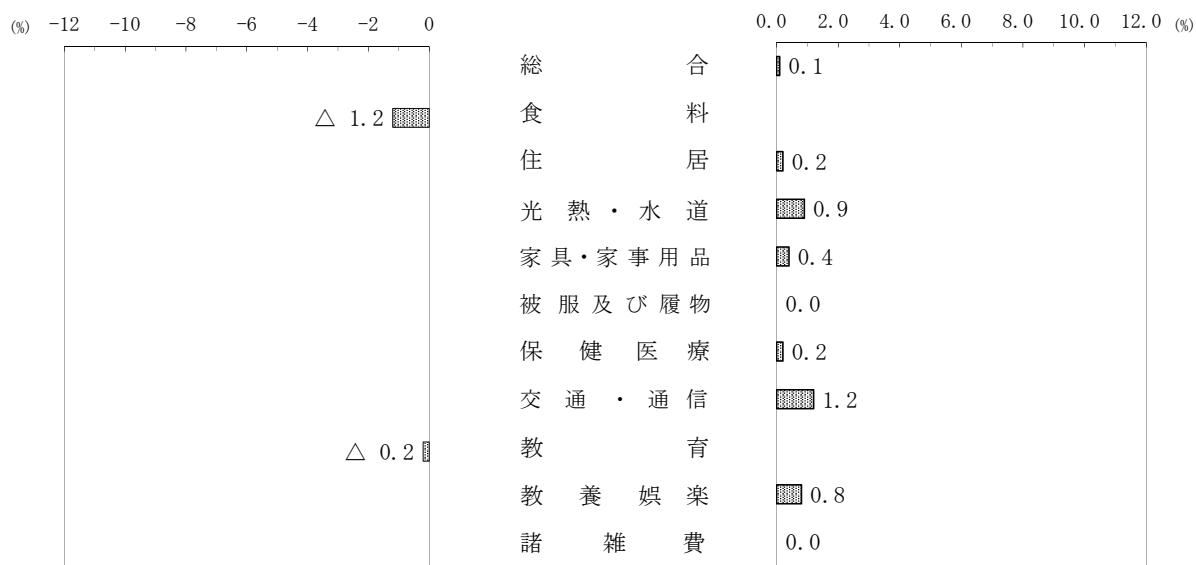 (%) −12 −10 −8 −6 −4 −2 0 0.0 2.0 4.0 6.0 8.0 10.0 12.0 (%)
総合 0.1
△ 1.2 食料
住居 0.2
光熱・水道 0.9
家具・家事用品 0.4
被服及び履物 0.0
保健医療 0.2
交通・通信 1.2
△ 0.2 教育
教養娯楽 0.8
諸雑費 0.0